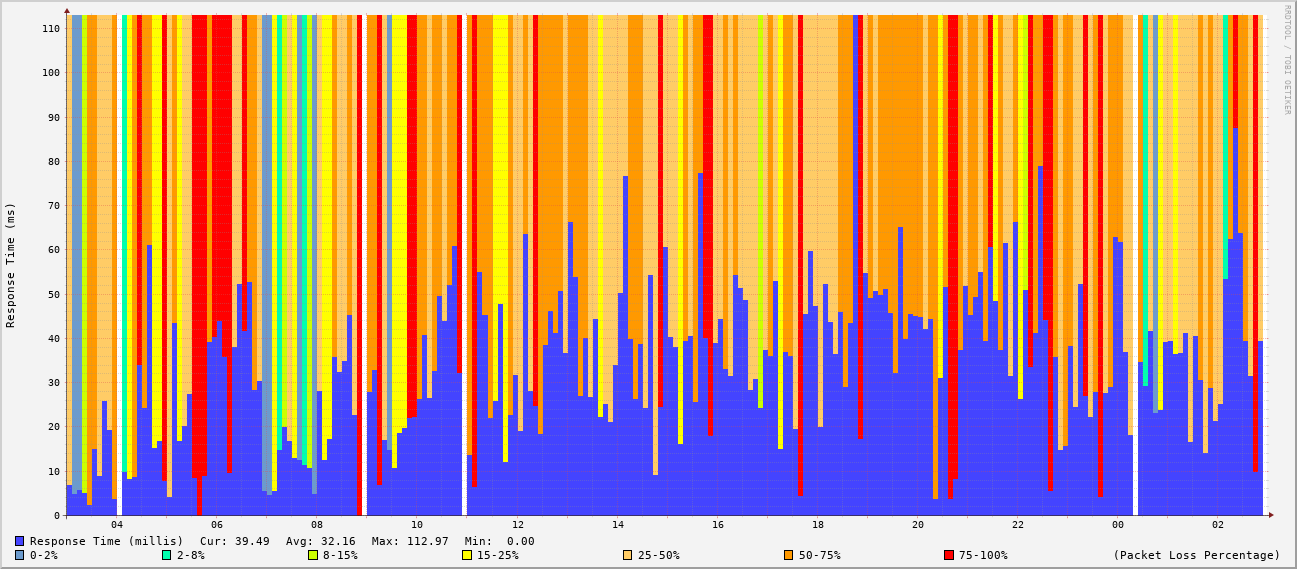 RRDTOOL / TOBI OETIKER
Response Time (ms)
110
100
90
80
70
60
50
40
30
20
10
0
04 06 08 10 12 14 16 18 20 22 00 02
Response Time (millis) Cur: 39.49 Avg: 32.16 Max: 112.97 Min: 0.00
0-2% 2-8% 8-15% 15-25% 25-50% 50-75% 75-100% (Packet Loss Percentage)